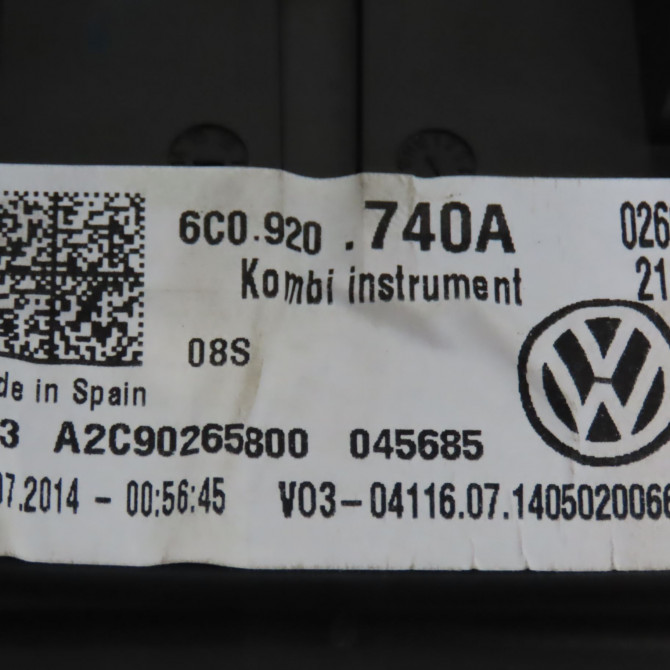 6C0.920 .740A 026
Kombi instrument 21
08S
de in Spain
3 A2C90265800 045685
07.2014 - 00:56:45 V03-04116.07.1405020066